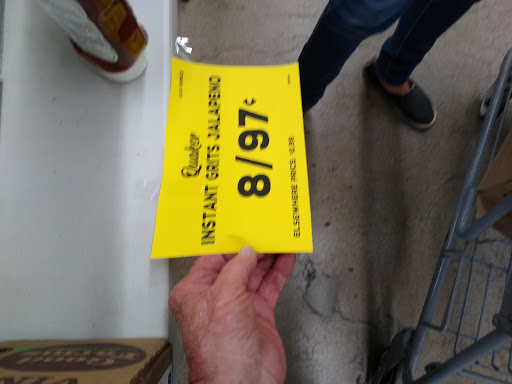 Quaker
INSTANT GRITS JALAPENO
8/97¢
ELSEWHERE PRICE: